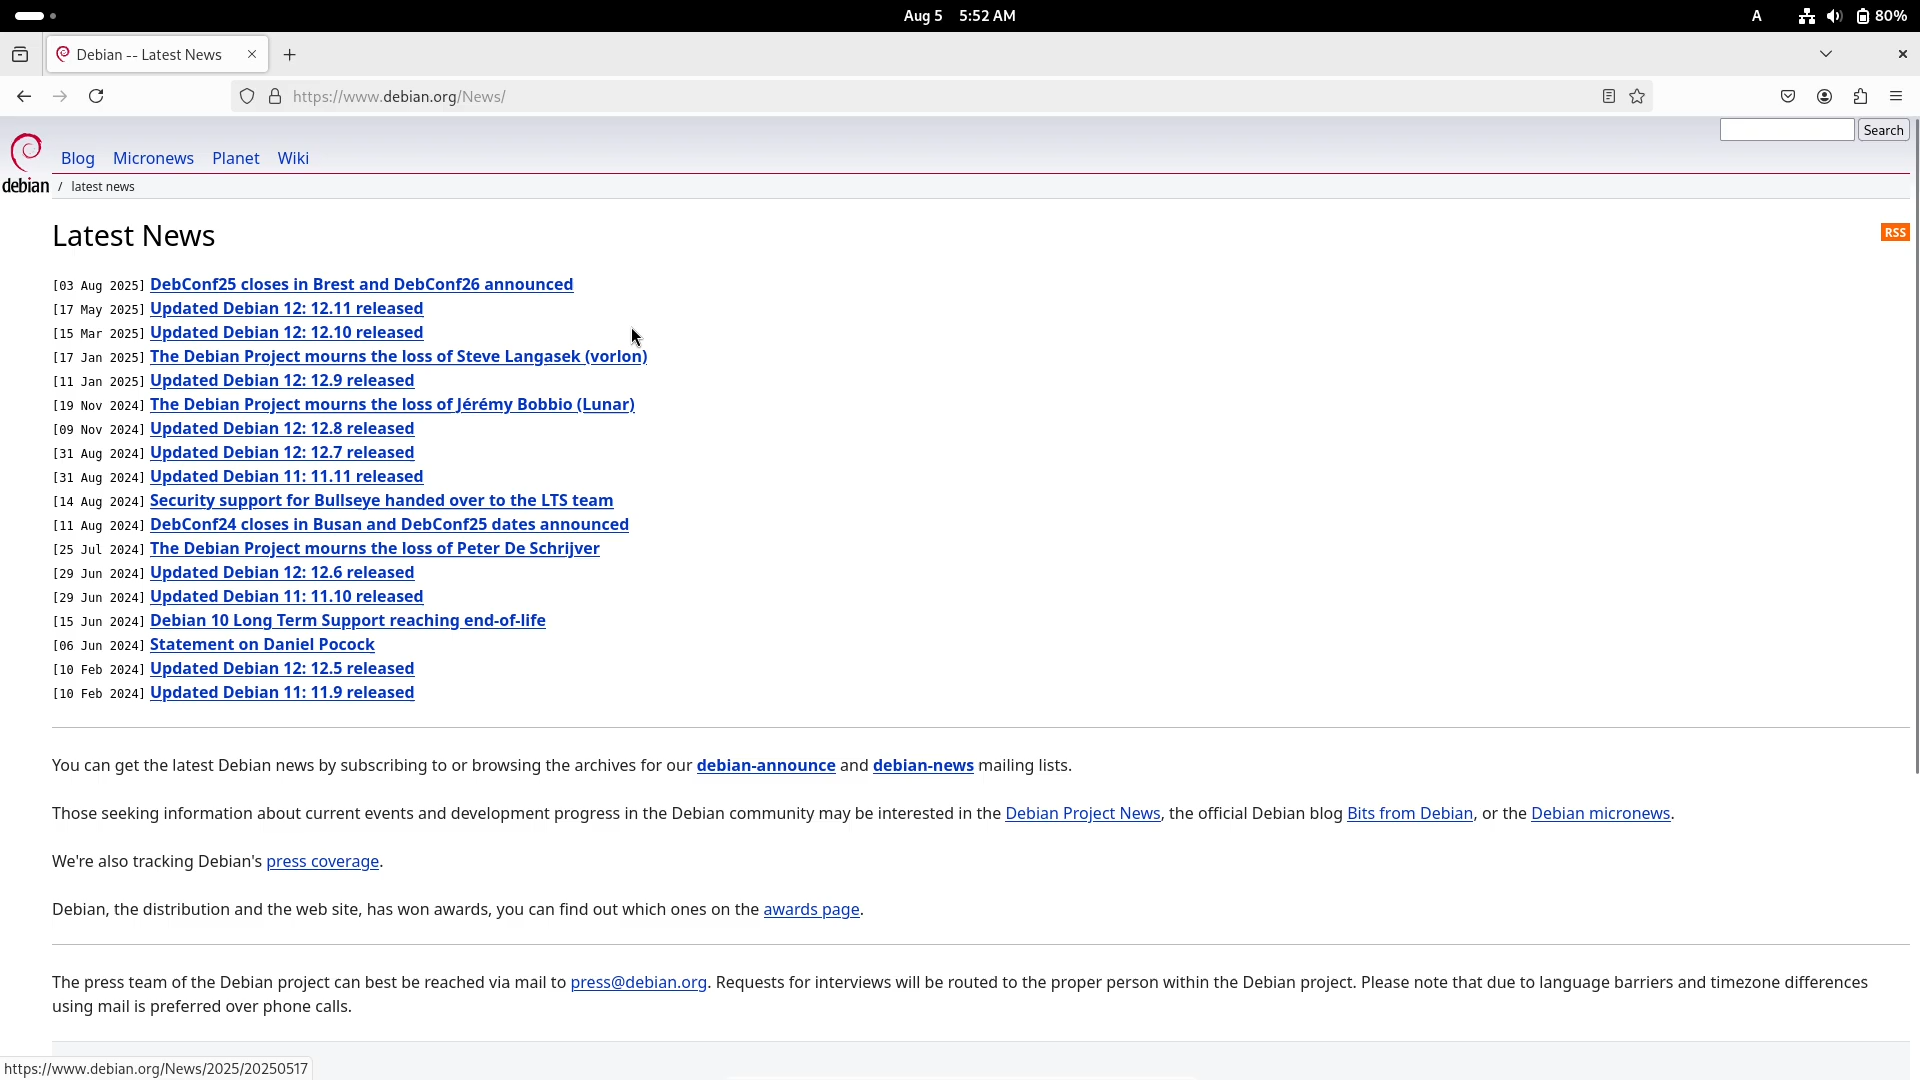 Aug 5 5:52 AM
A
80%
Debian -- Latest News
https://www.debian.org/News/
Search
Blog Micronews Planet Wiki
debian
/ latest news
Latest News
RSS
[03 Aug 2025] DebConf25 closes in Brest and DebConf26 announced
[17 May 2025] Updated Debian 12: 12.11 released
[15 Mar 2025] Updated Debian 12: 12.10 released
[17 Jan 2025] The Debian Project mourns the loss of Steve Langasek (vorlon)
[11 Jan 2025] Updated Debian 12: 12.9 released
[19 Nov 2024] The Debian Project mourns the loss of Jérémy Bobbio (Lunar)
[09 Nov 2024] Updated Debian 12: 12.8 released
[31 Aug 2024] Updated Debian 12: 12.7 released
[31 Aug 2024] Updated Debian 11: 11.11 released
[14 Aug 2024] Security support for Bullseye handed over to the LTS team
[11 Aug 2024] DebConf24 closes in Busan and DebConf25 dates announced
[25 Jul 2024] The Debian Project mourns the loss of Peter De Schrijver
[29 Jun 2024] Updated Debian 12: 12.6 released
[29 Jun 2024] Updated Debian 11: 11.10 released
[15 Jun 2024] Debian 10 Long Term Support reaching end-of-life
[06 Jun 2024] Statement on Daniel Pocock
[10 Feb 2024] Updated Debian 12: 12.5 released
[10 Feb 2024] Updated Debian 11: 11.9 released
You can get the latest Debian news by subscribing to or browsing the archives for our debian-announce and debian-news mailing lists.
Those seeking information about current events and development progress in the Debian community may be interested in the Debian Project News, the official Debian blog Bits from Debian, or the Debian micronews.
We're also tracking Debian's press coverage.
Debian, the distribution and the web site, has won awards, you can find out which ones on the awards page.
The press team of the Debian project can best be reached via mail to press@debian.org. Requests for interviews will be routed to the proper person within the Debian project. Please note that due to language barriers and timezone differences
using mail is preferred over phone calls.
https://www.debian.org/News/2025/20250517